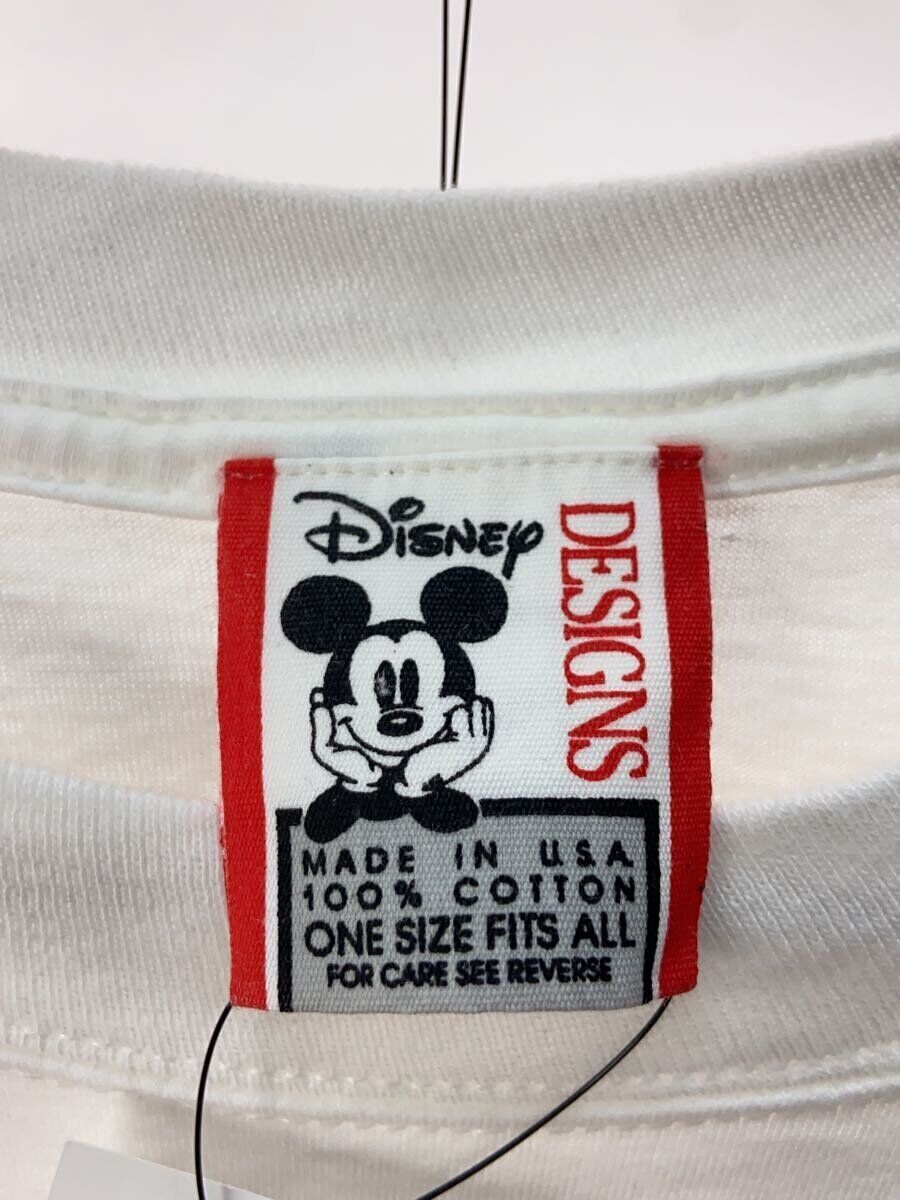 Disney
DESIGNS
MADE IN U.S.A.
100% COTTON
ONE SIZE FITS ALL
FOR CARE SEE REVERSE